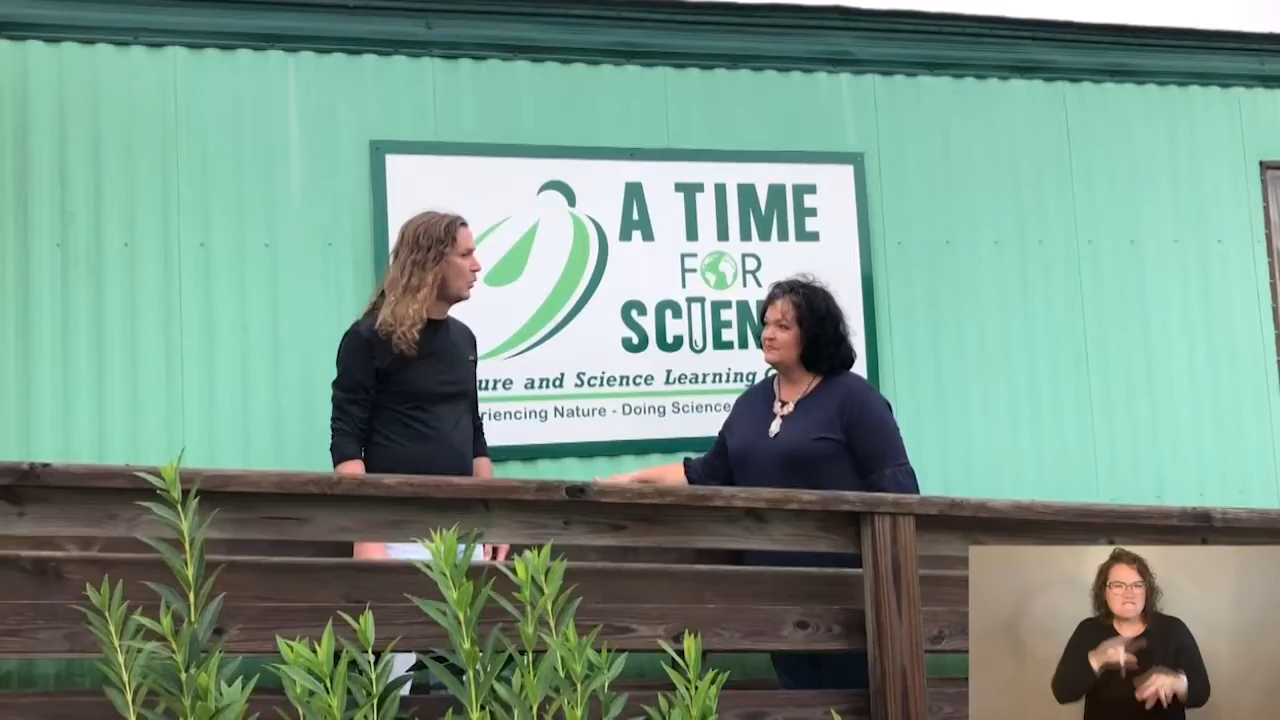 A TIME
FOR
SCIEN
ure and Science Learning
riencing Nature - Doing Science